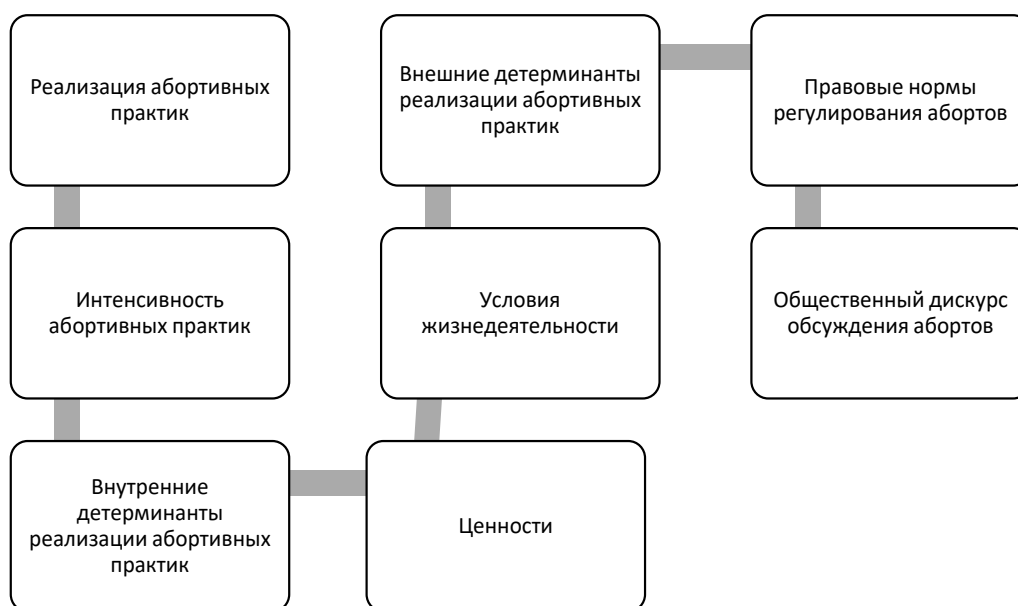 Реализация абортивных
практик
Интенсивность
абортивных практик
Внутренние
детерминанты
реализации абортивных
практик
Ценности
Условия
жизнедеятельности
Внешние детерминанты
реализации абортивных
практик
Правовые нормы
регулирования абортов
Общественный дискурс
обсуждения абортов